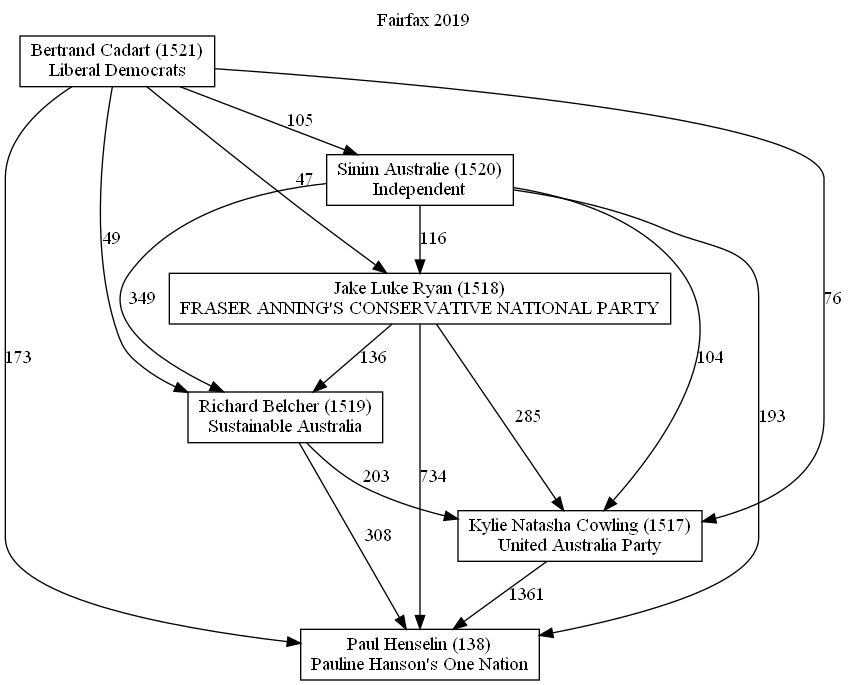 Fairfax 2019
Bertrand Cadart (1521)
Liberal Democrats
105
Sinim Australie (1520)
Independent
47
49
116
349
Jake Luke Ryan (1518)
FRASER ANNING'S CONSERVATIVE NATIONAL PARTY
76
173
136
104
Richard Belcher (1519)
Sustainable Australia
285
193
203
734
308
Kylie Natasha Cowling (1517)
United Australia Party
1361
Paul Henselin (138)
Pauline Hanson's One Nation